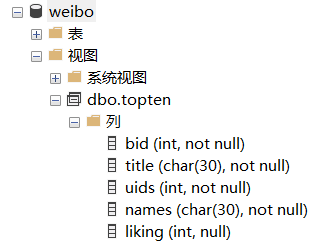 weibo
表
视图
系统视图
dbo.topten
列
bid (int, not null)
title (char(30), not null)
uids (int, not null)
names (char(30), not null)
liking (int, null)